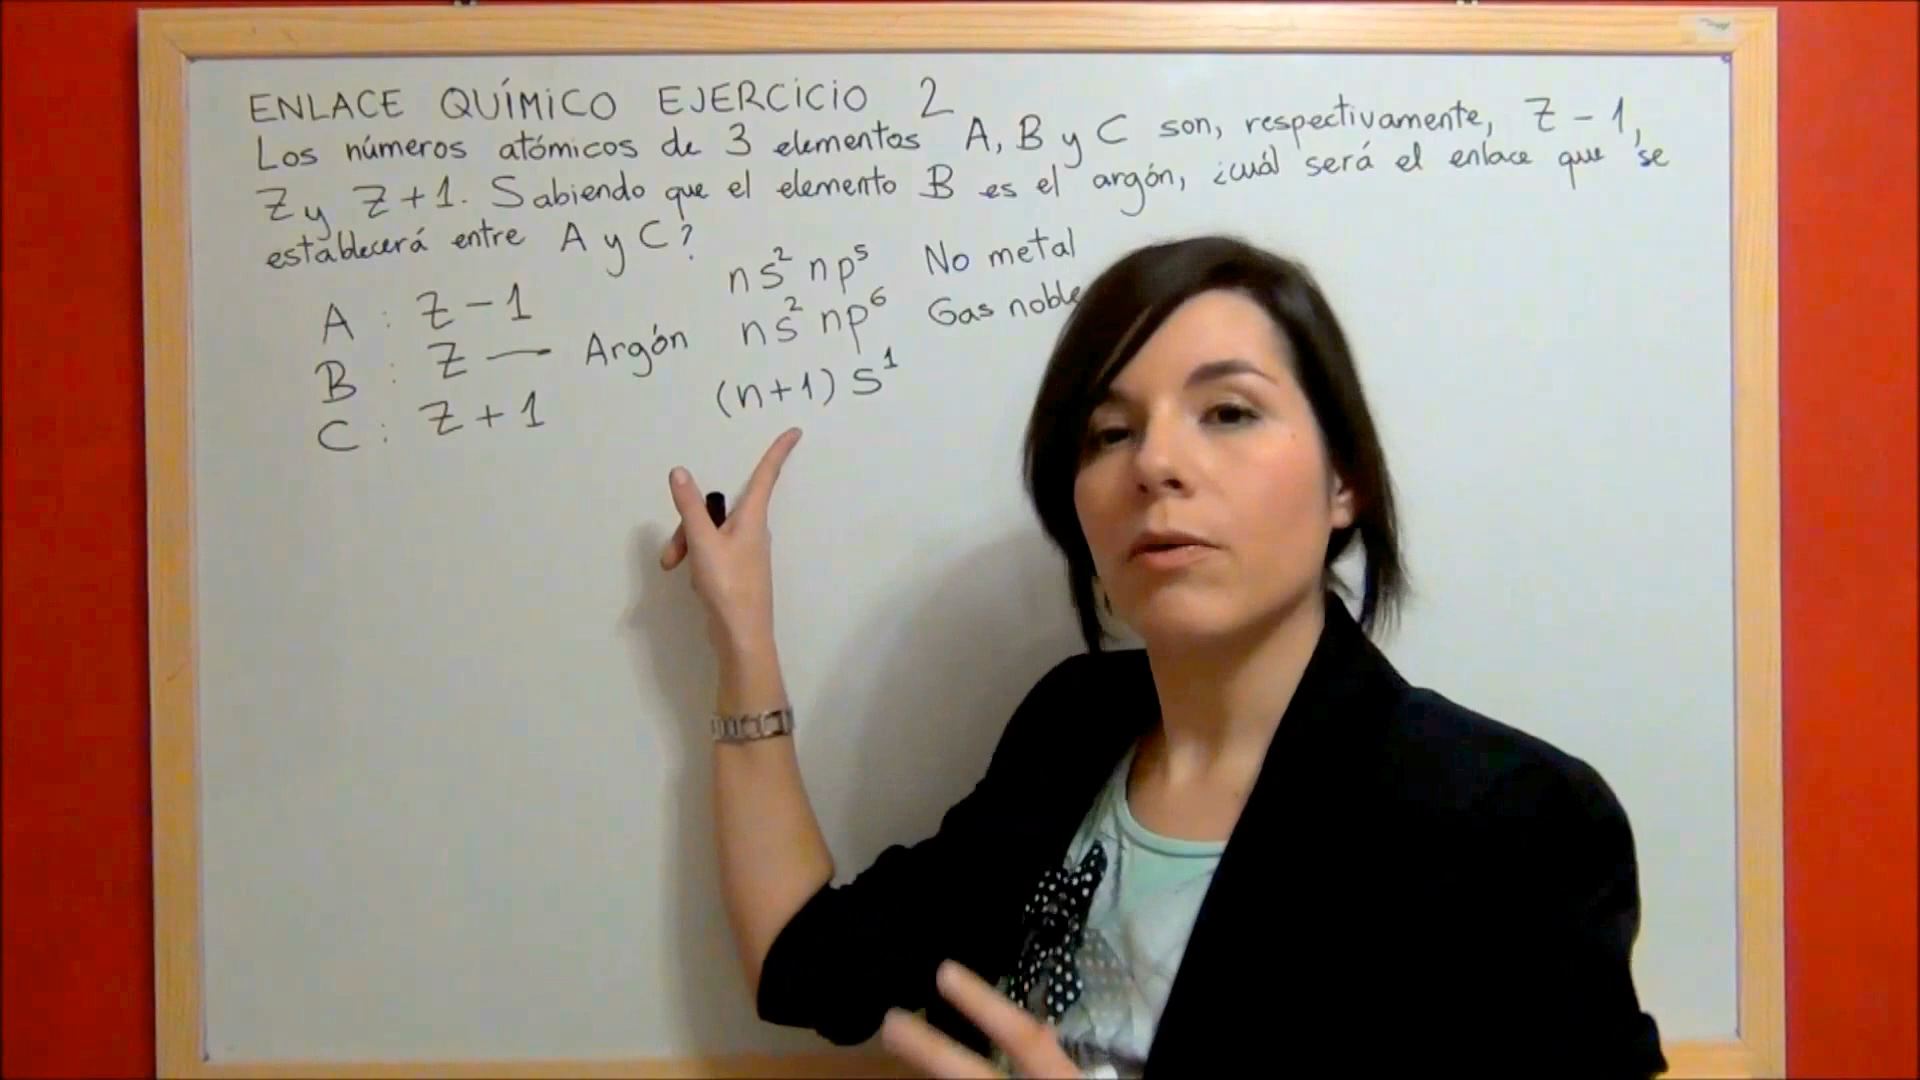 ENLACE QUÍMICO EJERCICIO 2
Los números atómicos de 3 elementos A, B y C son, respectivamente, Z - 1,
Z y Z + 1. Sabiendo que el elemento B es el argón, ¿cuál será el enlace que se
establecerá entre A y C?
A : Z - 1 ns² np⁵ No metal
B : Z — Argón ns² np⁶ Gas noble
C : Z + 1 (n+1) s¹